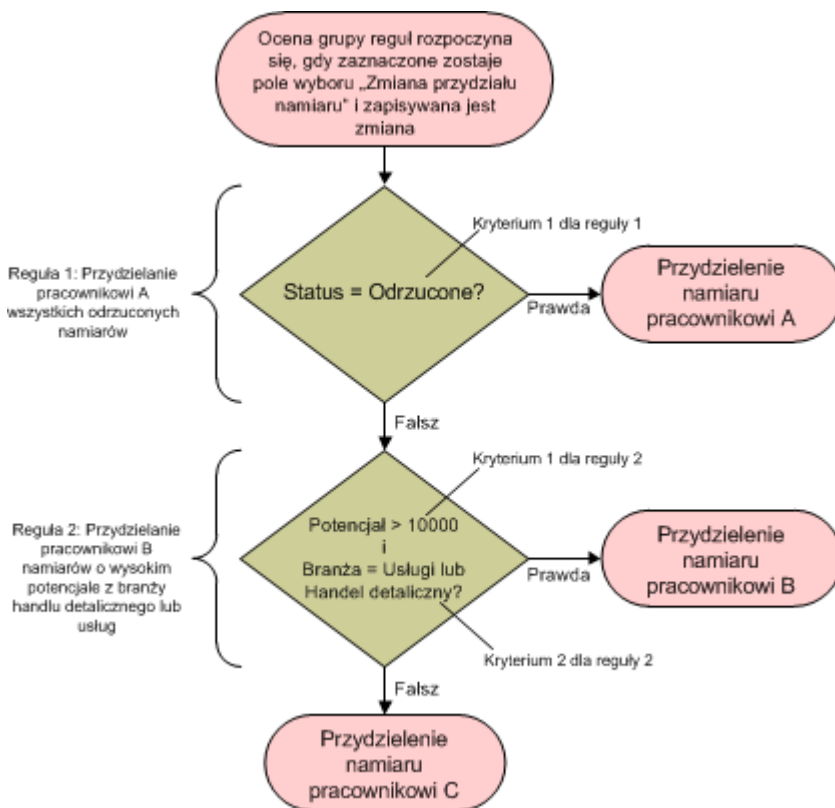 Ocena grupy reguł rozpoczyna
się, gdy zaznaczone zostaje
pole wyboru „Zmiana przydziału
namiaru” i zapisywana jest
zmiana
Kryterium 1 dla reguły 1
Reguła 1: Przydzielanie
pracownikowi A
wszystkich odrzuconych
namiarów
Status = Odrzucone?
Prawda
Przydzielenie
namiaru
pracownikowi A
Fałsz
Kryterium 1 dla reguły 2
Reguła 2: Przydzielanie
pracownikowi B
namiarów o wysokim
potencjale z branży
handlu detalicznego lub
usług
Potencjał > 10000
i
Branża = Usługi lub
Handel detaliczny?
Prawda
Przydzielenie
namiaru
pracownikowi B
Kryterium 2 dla reguły 2
Fałsz
Przydzielenie
namiaru
pracownikowi C